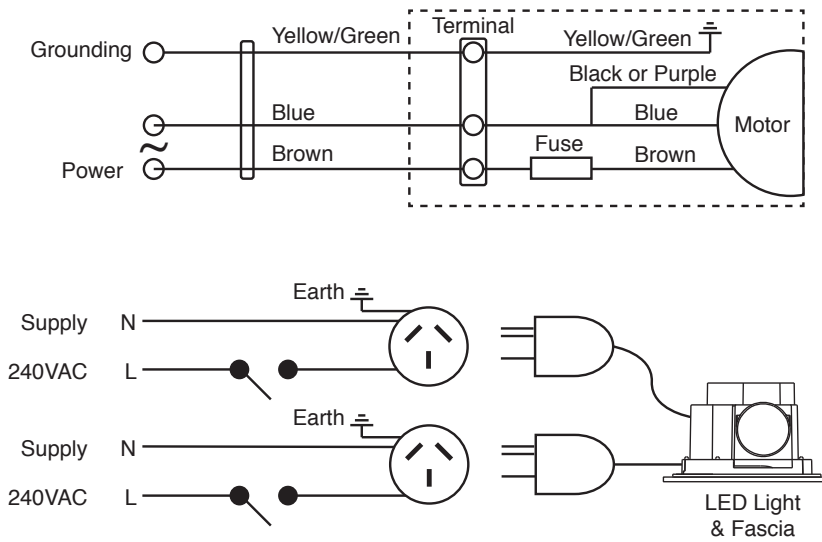 Terminal
Grounding
Yellow/Green
Yellow/Green
Black or Purple
Blue
Blue
Motor
~
Fuse
Power
Brown
Brown
Earth
Supply N
240VAC L
Earth
Supply N
240VAC L
LED Light
& Fascia